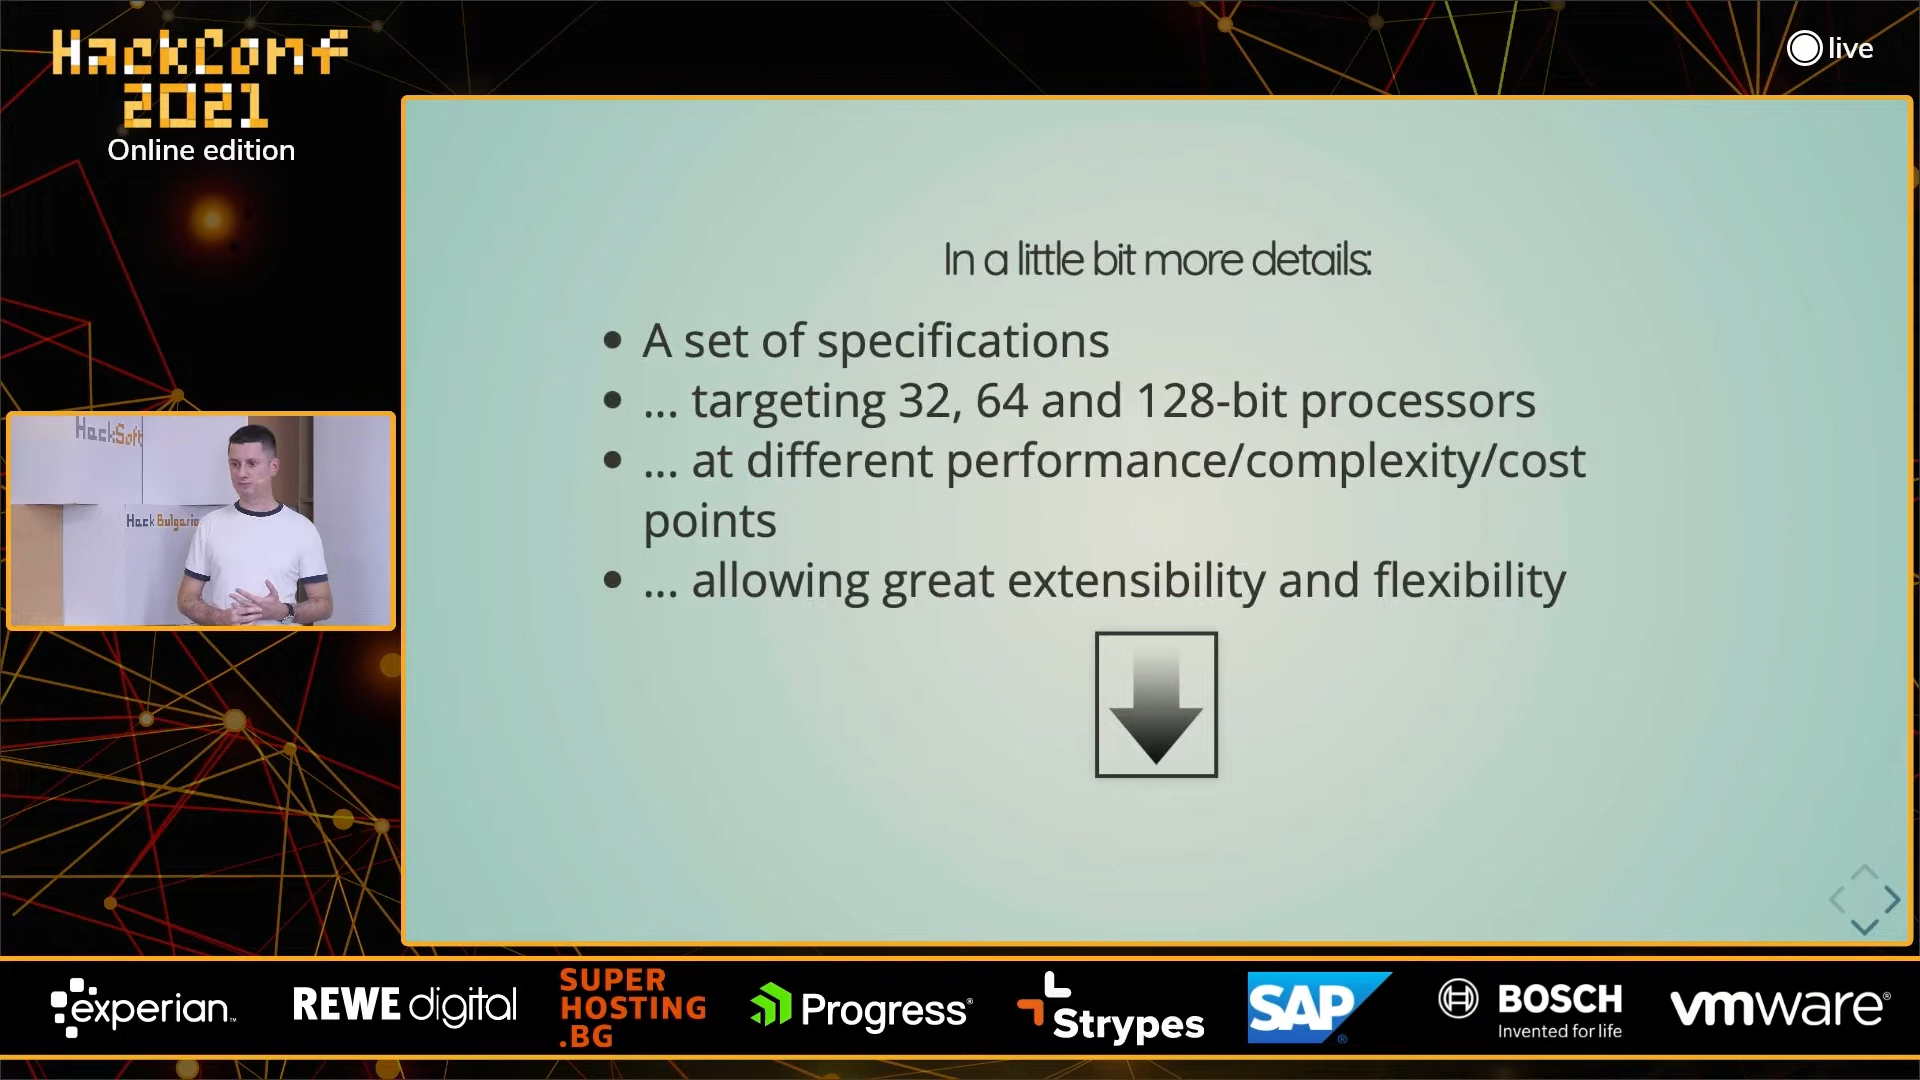 HackConf
2021
Online edition
live
In a little bit more details:
• A set of specifications
• ... targeting 32, 64 and 128-bit processors
• ... at different performance/complexity/cost
points
• ... allowing great extensibility and flexibility
HackSoft
Hack Bulgaria
experian™
REWE digital
SUPER
HOSTING
.BG
Progress®
Strypes
SAP®
BOSCH
Invented for life
vmware®